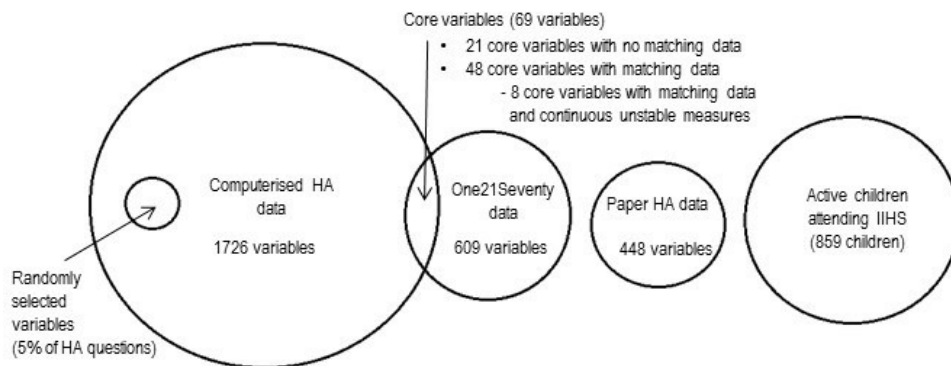 Core variables (69 variables)
• 21 core variables with no matching data
• 48 core variables with matching data
- 8 core variables with matching data
and continuous unstable measures
Computerised HA
data
1726 variables
One21Seventy
data
609 variables
Paper HA data
448 variables
Active children
attending IIHS
(859 children)
Randomly
selected
variables
(5% of HA questions)